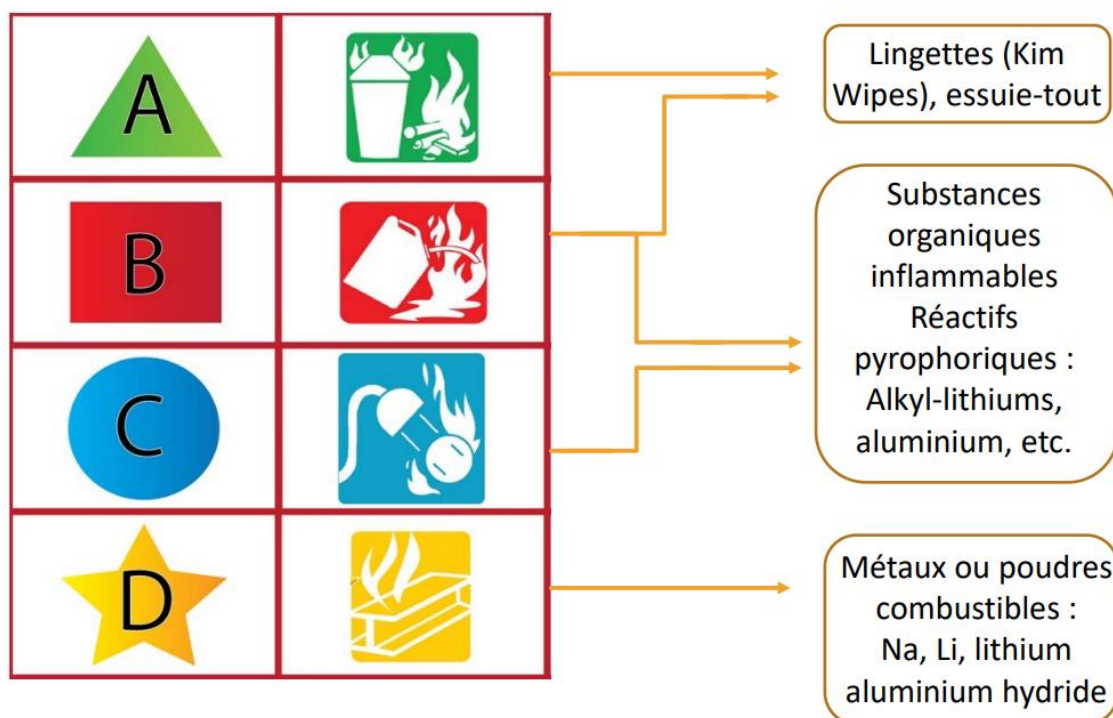 A
B
C
D
Lingettes (Kim
Wipes), essuie-tout
Substances
organiques
inflammables
Réactifs
pyrophoriques :
Alkyl-lithiums,
aluminium, etc.
Métaux ou poudres
combustibles :
Na, Li, lithium
aluminium hydride